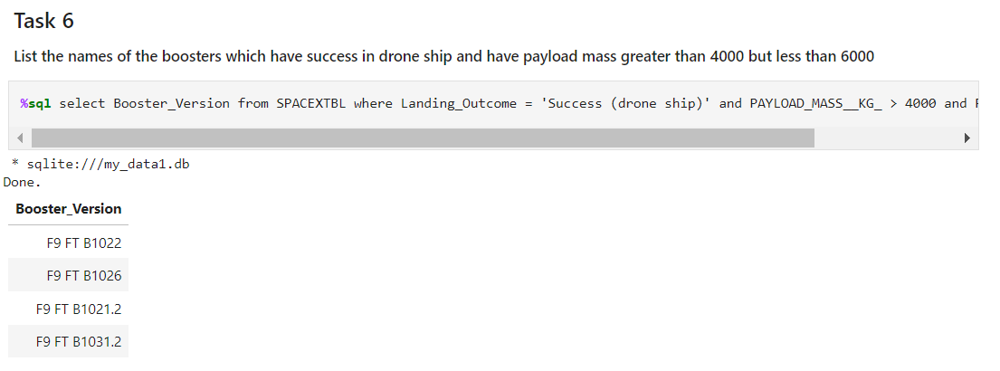 Task 6
List the names of the boosters which have success in drone ship and have payload mass greater than 4000 but less than 6000
%sql select Booster_Version from SPACEXTBL where Landing_Outcome = 'Success (drone ship)' and PAYLOAD_MASS__KG_ > 4000 and
* sqlite:///my_data1.db
Done.
Booster_Version
F9 FT B1022
F9 FT B1026
F9 FT B1021.2
F9 FT B1031.2